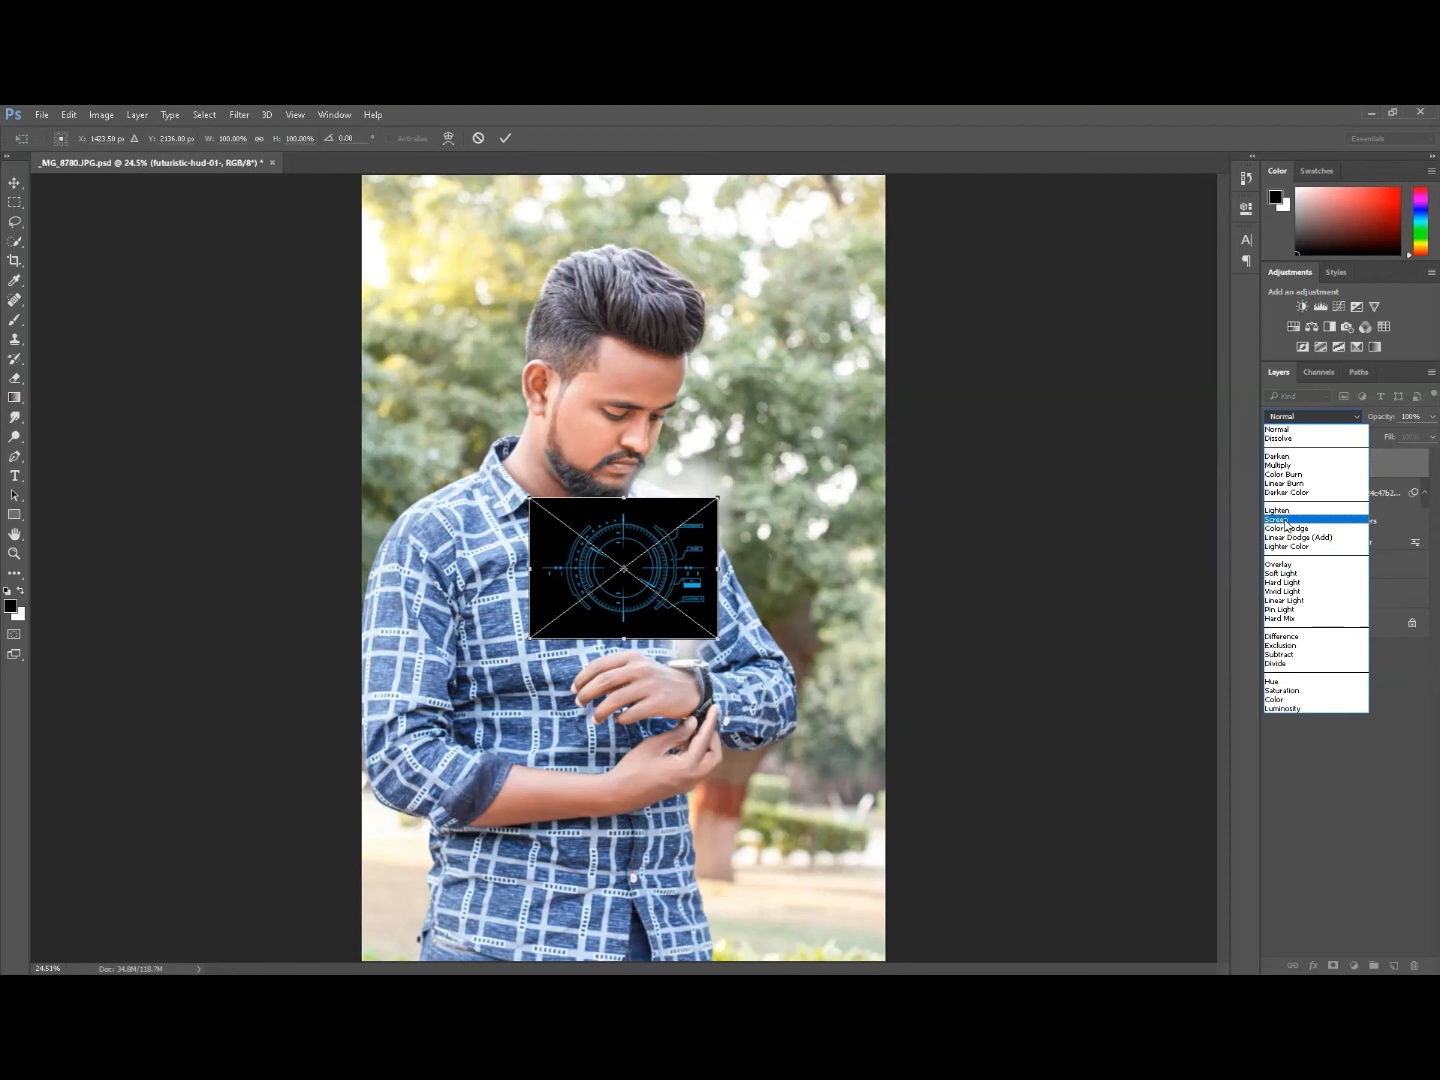 Ps File Edit Image Layer Type Select Filter 3D View Window Help
X: 1423.50 px Y: 2136.00 px W: 100.00% H: 100.00% 0.00 ° Antialias
Essentials
_MG_8780.JPG.psd @ 24.5% (futuristic-hud-01-, RGB/8*) * ×
Color Swatches
Adjustments Styles
Add an adjustment
Layers Channels Paths
Kind
Normal Opacity: 100%
Fill: 100%
Normal
Dissolve
Darken
Multiply
Color Burn
Linear Burn
Darker Color
Lighten
Screen
Color Dodge
Linear Dodge (Add)
Lighter Color
Overlay
Soft Light
Hard Light
Vivid Light
Linear Light
Pin Light
Hard Mix
Difference
Exclusion
Subtract
Divide
Hue
Saturation
Color
Luminosity
24.51% Doc: 34.8M/118.7M